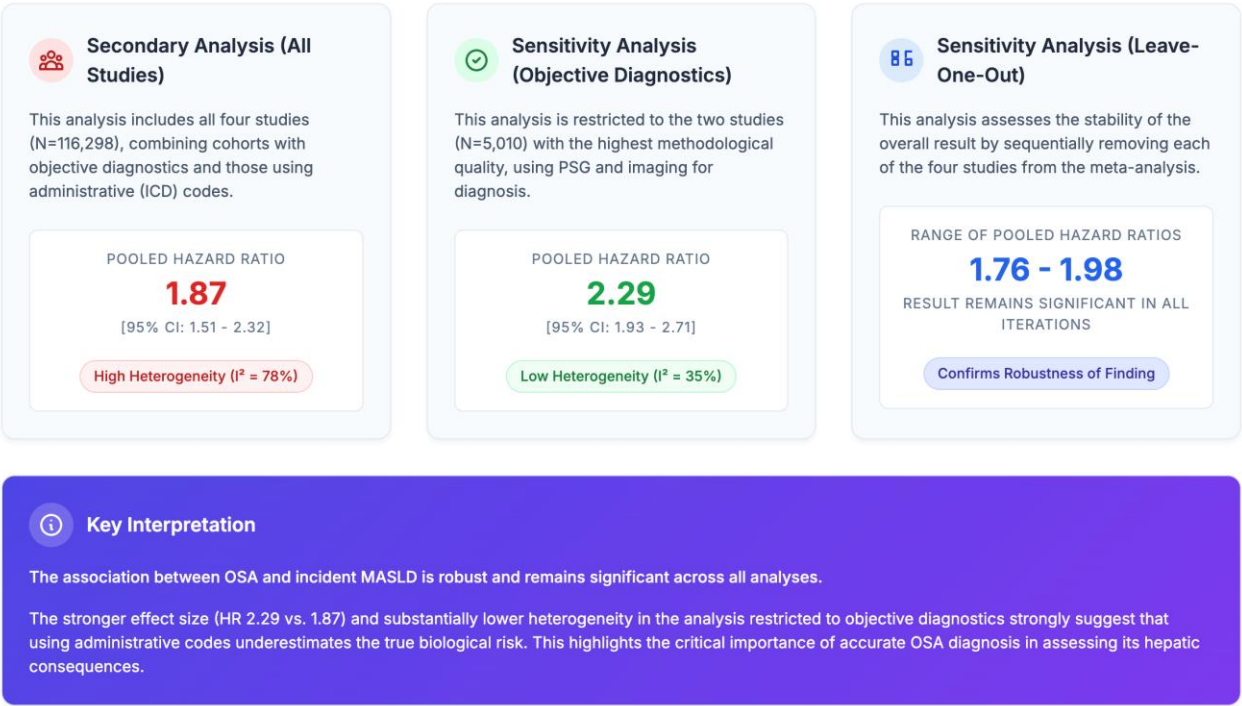 Secondary Analysis (All
Studies)
This analysis includes all four studies
(N=116,298), combining cohorts with
objective diagnostics and those using
administrative (ICD) codes.
POOLED HAZARD RATIO
1.87
[95% CI: 1.51 - 2.32]
High Heterogeneity (I² = 78%)
Sensitivity Analysis
(Objective Diagnostics)
This analysis is restricted to the two studies
(N=5,010) with the highest methodological
quality, using PSG and imaging for
diagnosis.
POOLED HAZARD RATIO
2.29
[95% CI: 1.93 - 2.71]
Low Heterogeneity (I² = 35%)
Sensitivity Analysis (Leave-
One-Out)
This analysis assesses the stability of the
overall result by sequentially removing each
of the four studies from the meta-analysis.
RANGE OF POOLED HAZARD RATIOS
1.76 - 1.98
RESULT REMAINS SIGNIFICANT IN ALL
ITERATIONS
Confirms Robustness of Finding
Key Interpretation
The association between OSA and incident MASLD is robust and remains significant across all analyses.
The stronger effect size (HR 2.29 vs. 1.87) and substantially lower heterogeneity in the analysis restricted to objective diagnostics strongly suggest that
using administrative codes underestimates the true biological risk. This highlights the critical importance of accurate OSA diagnosis in assessing its hepatic
consequences.